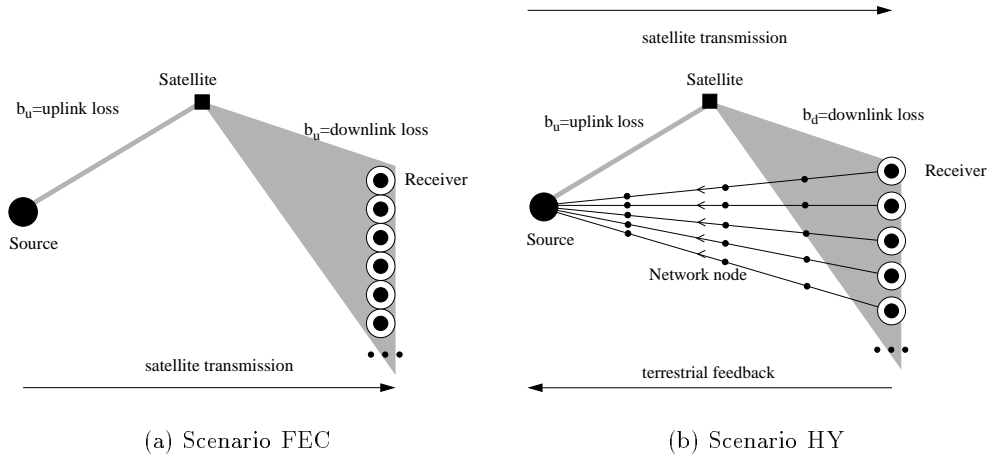 Satellite
b_u=uplink loss
b_u=downlink loss
Receiver
Source
satellite transmission
(a) Scenario FEC
satellite transmission
Satellite
b_u=uplink loss
b_d=downlink loss
Receiver
Source
Network node
terrestrial feedback
(b) Scenario HY